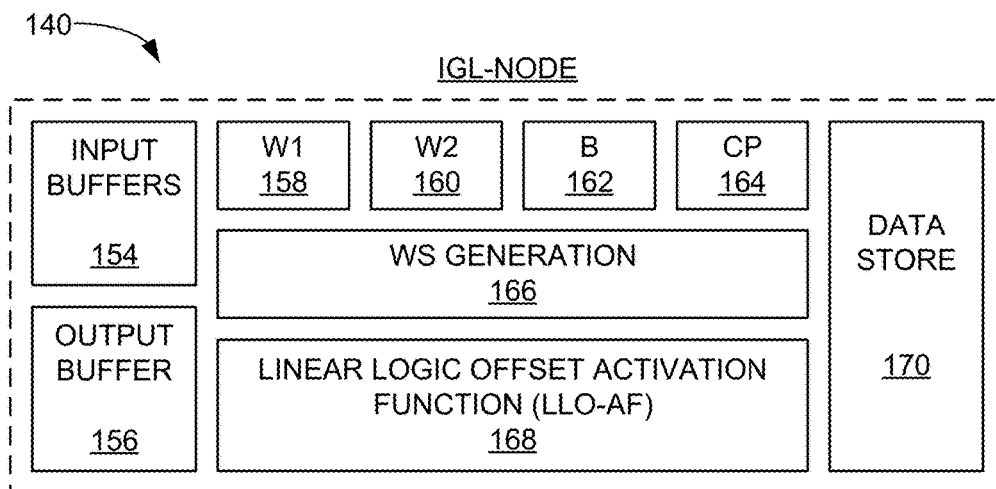 140
IGL-NODE
INPUT
BUFFERS
154
W1
158
W2
160
B
162
CP
164
DATA
STORE
170
WS GENERATION
166
OUTPUT
BUFFER
156
LINEAR LOGIC OFFSET ACTIVATION
FUNCTION (LLO-AF)
168